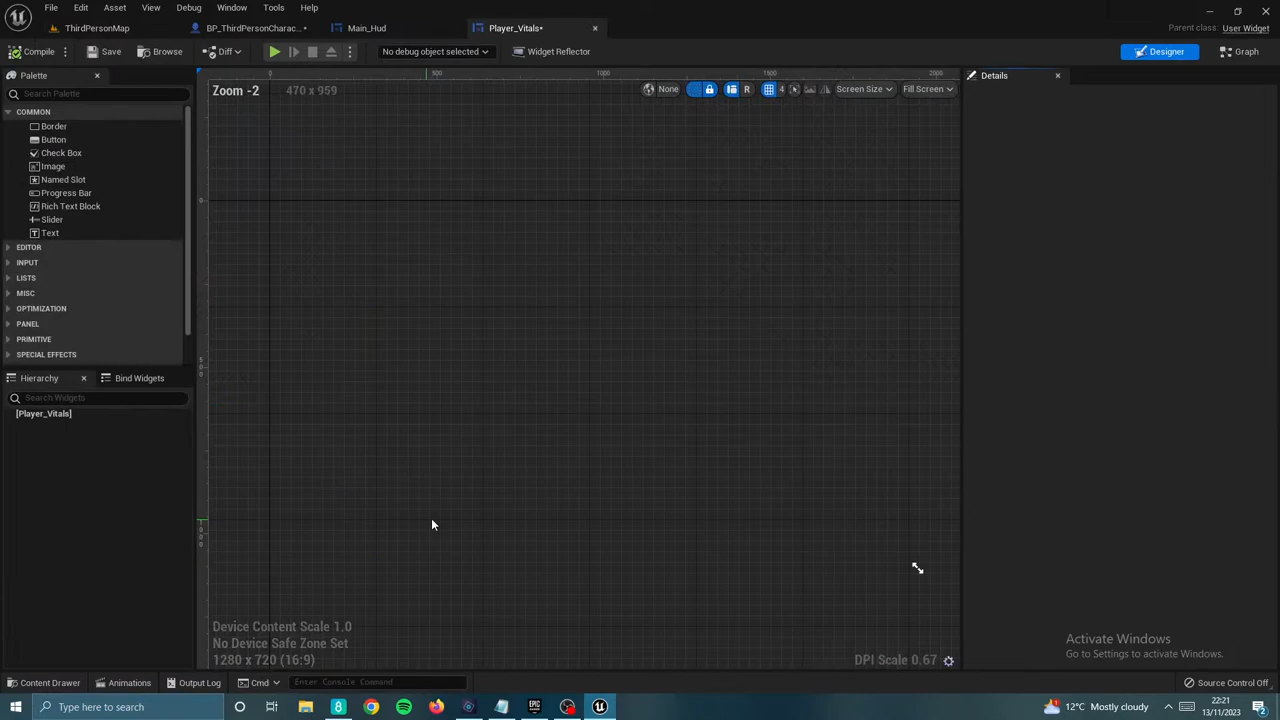 File Edit Asset View Debug Window Tools Help
ThirdPersonMap BP_ThirdPersonCharac...• Main_Hud Player_Vitals• Parent class: User Widget
Compile Save Browse Diff No debug object selected Widget Reflector Designer Graph
Palette Details
0 500 1000 1500 2000
Search Palette Zoom -2 470 x 959 None R 4 Screen Size Fill Screen
COMMON
Border
Button
Check Box
Image
Named Slot
Progress Bar
Rich Text Block
Slider
Text
EDITOR
INPUT
LISTS
MISC
OPTIMIZATION
PANEL
PRIMITIVE
SPECIAL EFFECTS
Hierarchy Bind Widgets
Search Widgets
[Player_Vitals]
0
500
1000
Device Content Scale 1.0
No Device Safe Zone Set
1280 x 720 (16:9) DPI Scale 0.67
Activate Windows
Go to Settings to activate Windows.
Content Drawer Animations Output Log Cmd Enter Console Command Source Control Off
Type here to search 12°C Mostly cloudy 22:21
13/11/2023 2